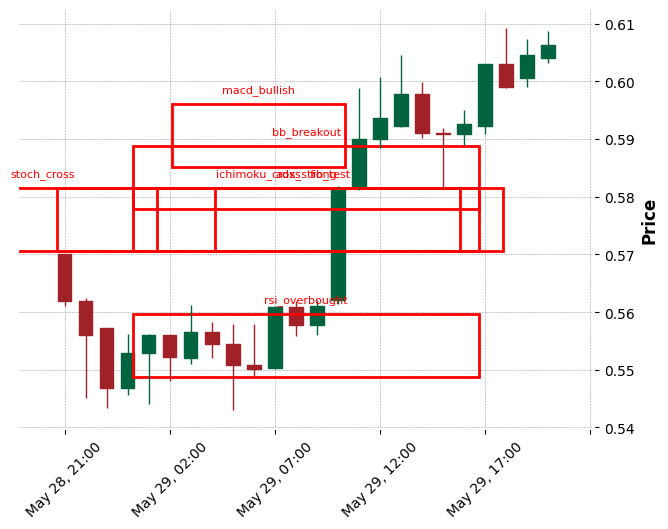 macd_bullish
bb_breakout
stoch_cross
ichimoku_cross
adx_strong
fib_test
rsi_overbought
0.61
0.60
0.59
0.58
0.57
0.56
0.55
0.54
Price
May 28, 21:00
May 29, 02:00
May 29, 07:00
May 29, 12:00
May 29, 17:00